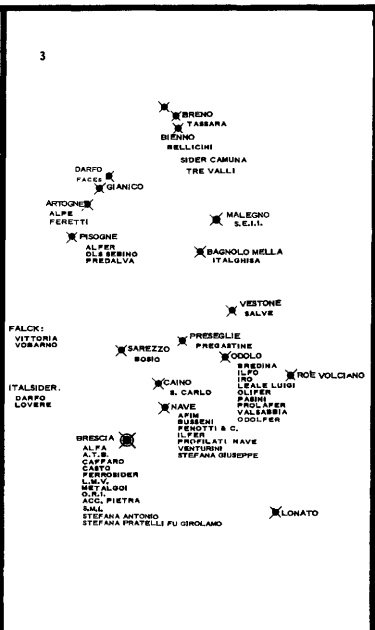 3
BRENO
TASSARA
BIENNO
BELLICINI
SIDER CAMUNA
TRE VALLI
DARFO
FACES
GIANICO
ARTOGNE
ALPE
FERETTI
MALEGNO
S.E.I.I.
PISOGNE
ALFER
OLS SEBINO
PREDALVA
BAGNOLO MELLA
ITALGHISA
VESTONE
SALVE
FALCK:
VITTORIA
VOBARNO
SAREZZO
BOSIO
PRESEGLIE
PREGASTINE
ODOLO
BREDINA
ILFO
IRO
LEALE LUIGI
OLIFER
PASINI
PROLAFER
VALSABBIA
ODOLFER
ROE VOLCIANO
ITALSIDER.
DARFO
LOVERE
CAINO
S. CARLO
NAVE
AFIM
BUSSENI
FENOTTI & C.
ILFER
PROFILATI NAVE
VENTURINI
STEFANA GIUSEPPE
BRESCIA
ALFA
A.T.B.
CAFFARO
CASTO
FERROSIDER
L.M.V.
METALGOI
O.R.I.
ACC. PIETRA
S.M.I.
STEFANA ANTONIO
STEFANA FRATELLI FU GIROLAMO
LONATO